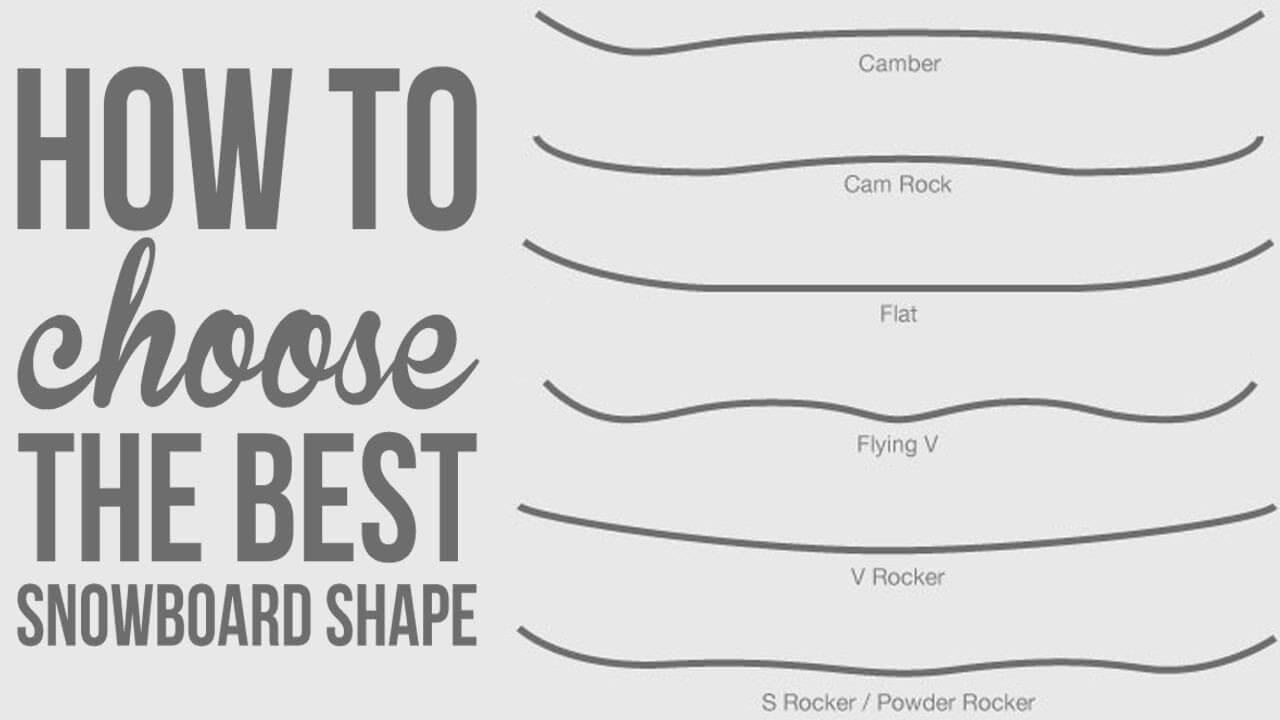 HOW TO
choose
THE BEST
SNOWBOARD SHAPE
Camber
Cam Rock
Flat
Flying V
V Rocker
S Rocker / Powder Rocker